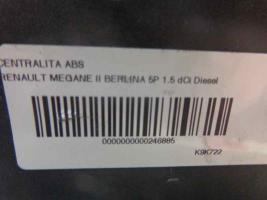 CENTRALITA ABS
RENAULT MEGANE II BERLINA 5P 1.5 dCi Diesel
0000000000246885
K9K722